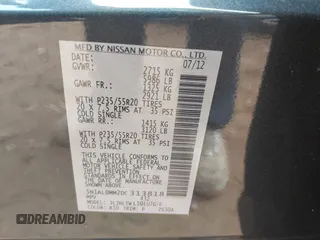 MFD BY NISSAN MOTOR CO., LTD.
DATE: 07/12
GVWR: 2715 KG
5986 LB
GAWR FR.: 1325 KG
2921 LB
WITH P235/55R20 TIRES
20 X 7.5 RIMS AT 35 PSI
COLD SINGLE
GAWR RR.: 1415 KG
3120 LB
WITH P235/55R20 TIRES
20 X 7.5 RIMS AT 35 PSI
COLD SINGLE
THIS VEHICLE CONFORMS TO ALL
APPLICABLE FEDERAL MOTOR
VEHICLE SAFETY AND THEFT
PREVENTION STANDARDS IN EFFECT
ON THE DATE OF MANUFACTURE
SHOWN ABOVE.
313818
MPV
MODEL:
COLOR: TRIM: P